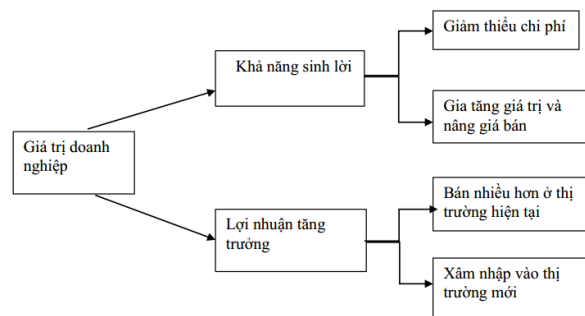 Giá trị doanh
nghiệp
Khả năng sinh lời
Lợi nhuận tăng
trưởng
Giảm thiểu chi phí
Gia tăng giá trị và
nâng giá bán
Bán nhiều hơn ở thị
trường hiện tại
Xâm nhập vào thị
trường mới